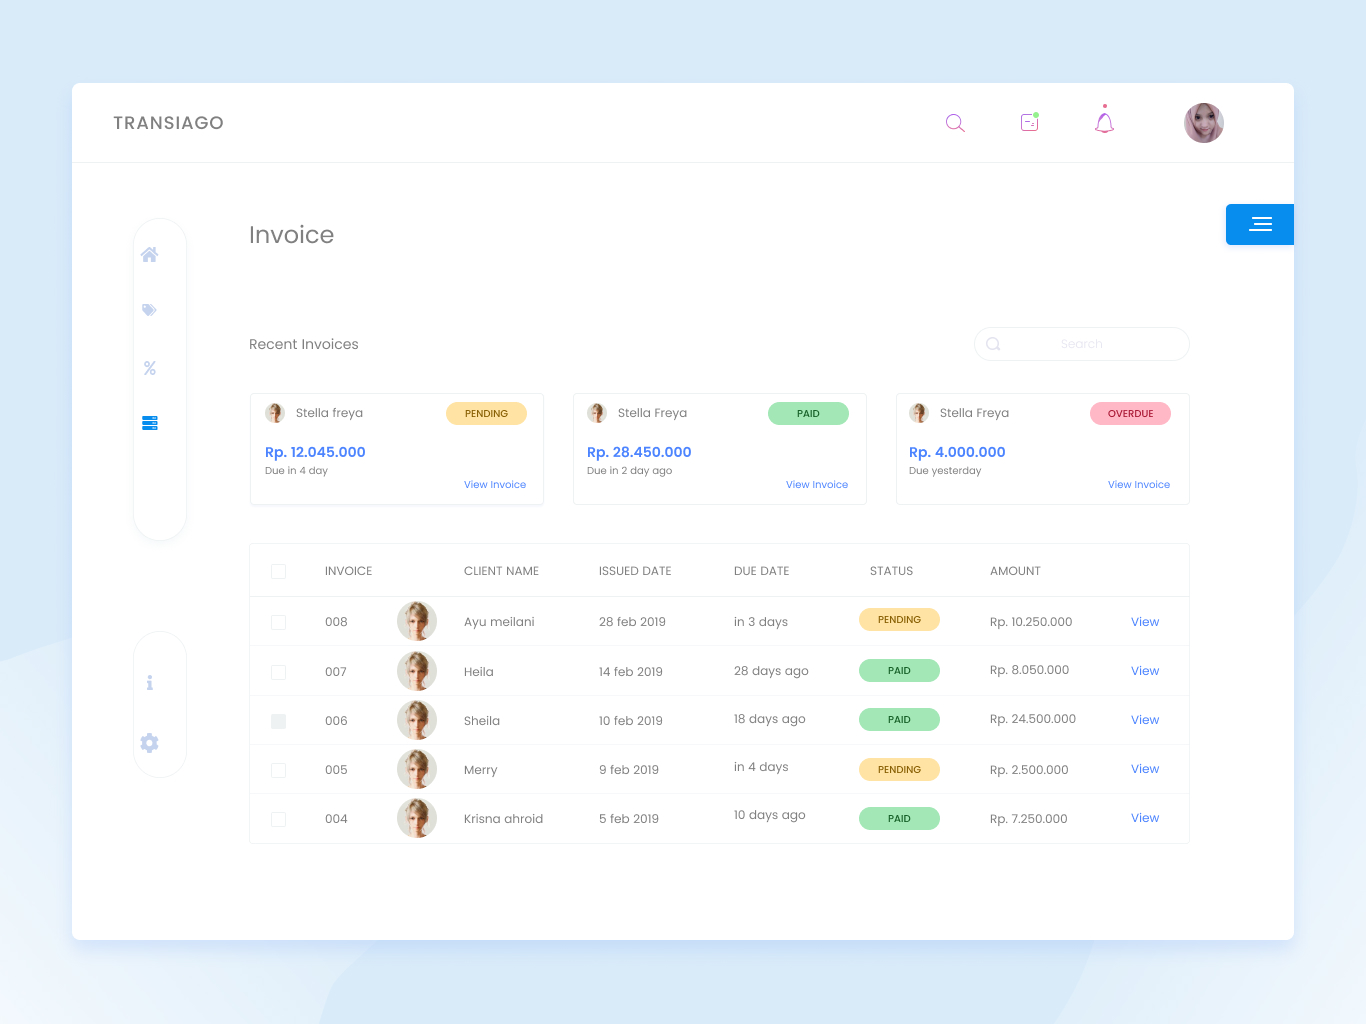 TRANSIAGO
Invoice
%
Recent Invoices
Search
Stella freya PENDING
Rp. 12.045.000
Due in 4 day
View Invoice
Stella Freya PAID
Rp. 28.450.000
Due in 2 day ago
View Invoice
Stella Freya OVERDUE
Rp. 4.000.000
Due yesterday
View Invoice
INVOICE CLIENT NAME ISSUED DATE DUE DATE STATUS AMOUNT
008 Ayu meilani 28 feb 2019 in 3 days PENDING Rp. 10.250.000 View
007 Heila 14 feb 2019 28 days ago PAID Rp. 8.050.000 View
006 Sheila 10 feb 2019 18 days ago PAID Rp. 24.500.000 View
005 Merry 9 feb 2019 in 4 days PENDING Rp. 2.500.000 View
004 Krisna ahroid 5 feb 2019 10 days ago PAID Rp. 7.250.000 View